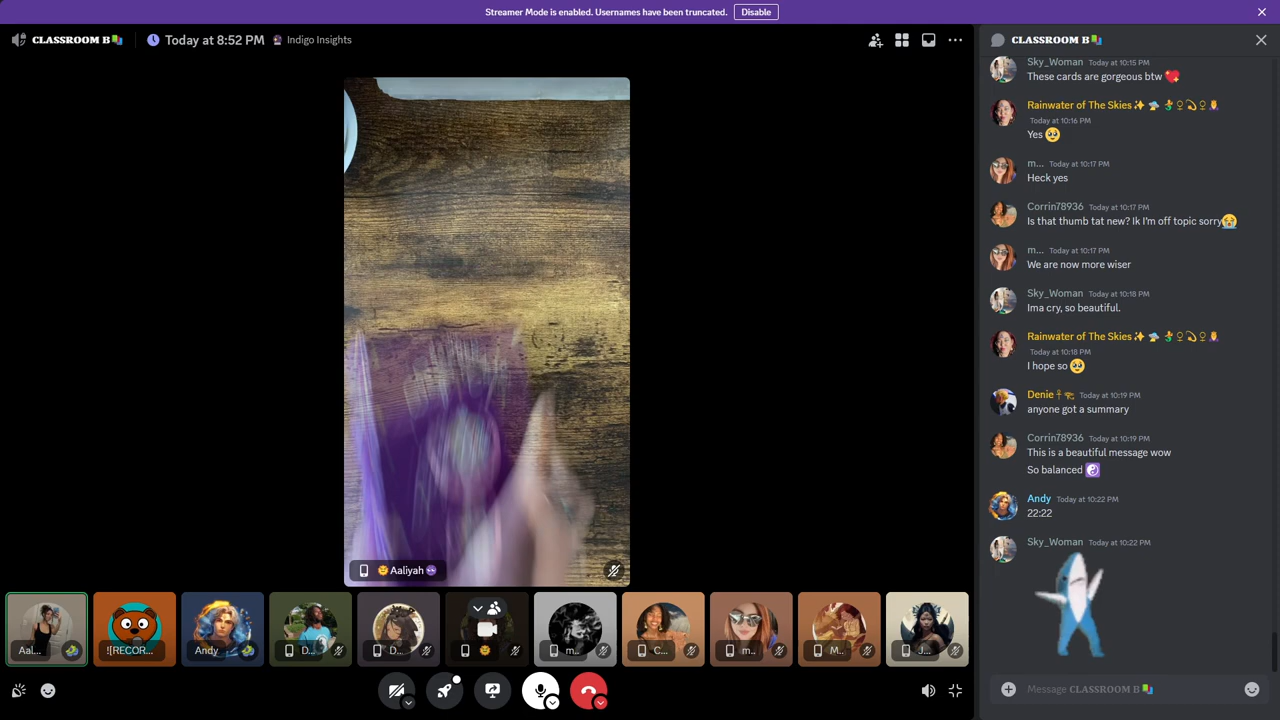 Streamer Mode is enabled. Usernames have been truncated. Disable
CLASSROOM B Today at 8:52 PM Indigo Insights
Aaliyah
Aal...
![RECOR...
Andy
D...
D...
m..
C...
m..
M..
J...
CLASSROOM B
Sky_Woman Today at 10:15 PM
These cards are gorgeous btw 💖
Rainwater of The Skies✨
Today at 10:16 PM
Yes 🥹
m... Today at 10:17 PM
Heck yes
Corrin78936 Today at 10:17 PM
Is that thumb tat new? Ik I'm off topic sorry😭
m... Today at 10:17 PM
We are now more wiser
Sky_Woman Today at 10:18 PM
Ima cry, so beautiful.
Rainwater of The Skies✨
Today at 10:18 PM
I hope so 🥹
Denie Today at 10:19 PM
anyone got a summary
Corrin78936 Today at 10:19 PM
This is a beautiful message wow
So balanced ☯️
Andy Today at 10:22 PM
22:22
Sky_Woman Today at 10:22 PM
Message CLASSROOM B